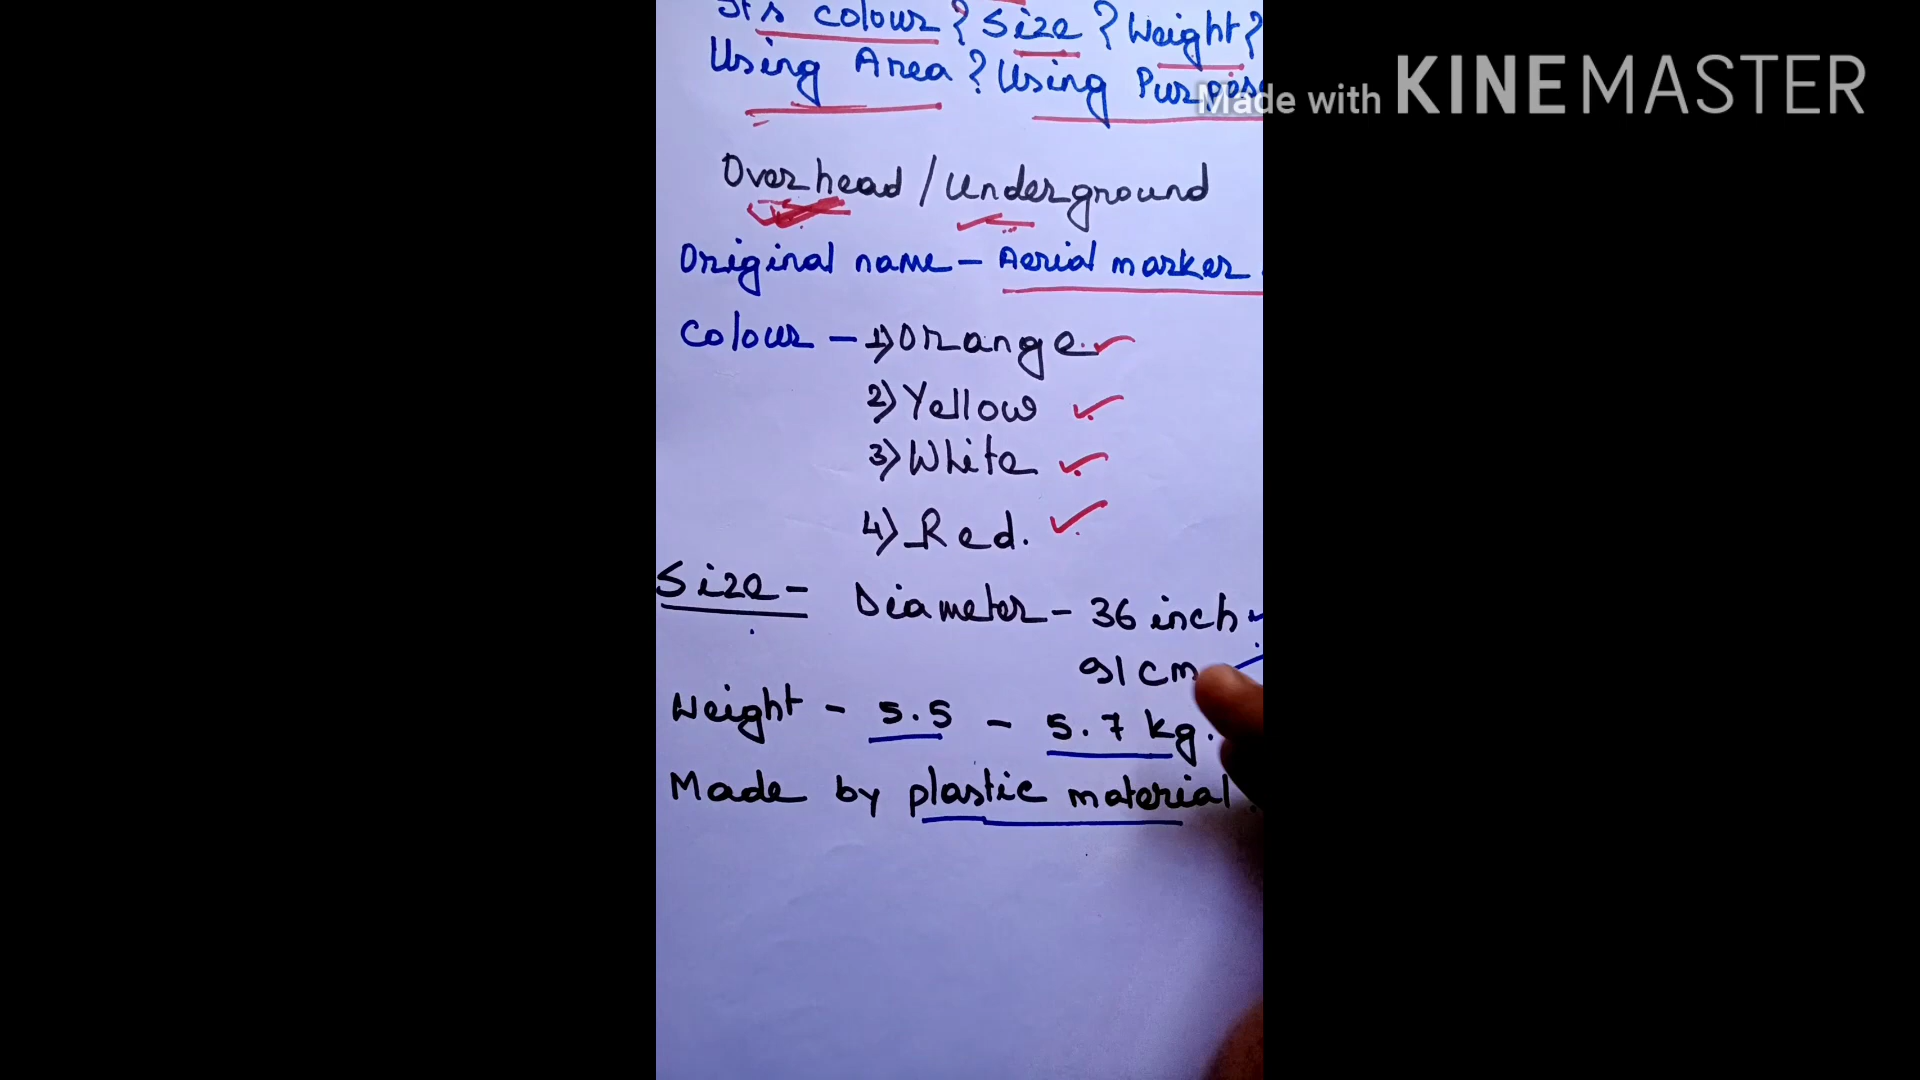 It's colour? Size? Weight?
Using Area? Using Purpos
Made with KINEMASTER
Overhead / Underground
Original name - Aerial marker
Colour - 1) Orange.
2) Yellow
3) White
4) Red.
Size - Diameter - 36 inch
91 cm
Weight - 5.5 - 5.7 kg.
Made by plastic material.